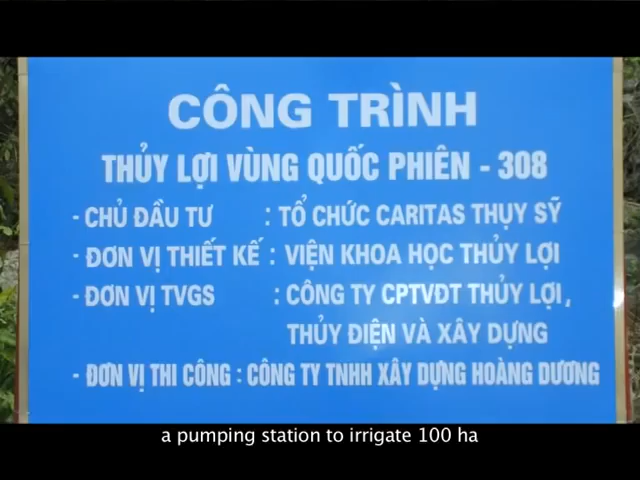 CÔNG TRÌNH
THỦY LỢI VÙNG QUỐC PHIÊN - 308
- CHỦ ĐẦU TƯ : TỔ CHỨC CARITAS THỤY SỸ
- ĐƠN VỊ THIẾT KẾ : VIỆN KHOA HỌC THỦY LỢI
- ĐƠN VỊ TVGS : CÔNG TY CPTVĐT THỦY LỢI,
THỦY ĐIỆN VÀ XÂY DỰNG
- ĐƠN VỊ THI CÔNG : CÔNG TY TNHH XÂY DỰNG HOÀNG DƯƠNG
a pumping station to irrigate 100 ha